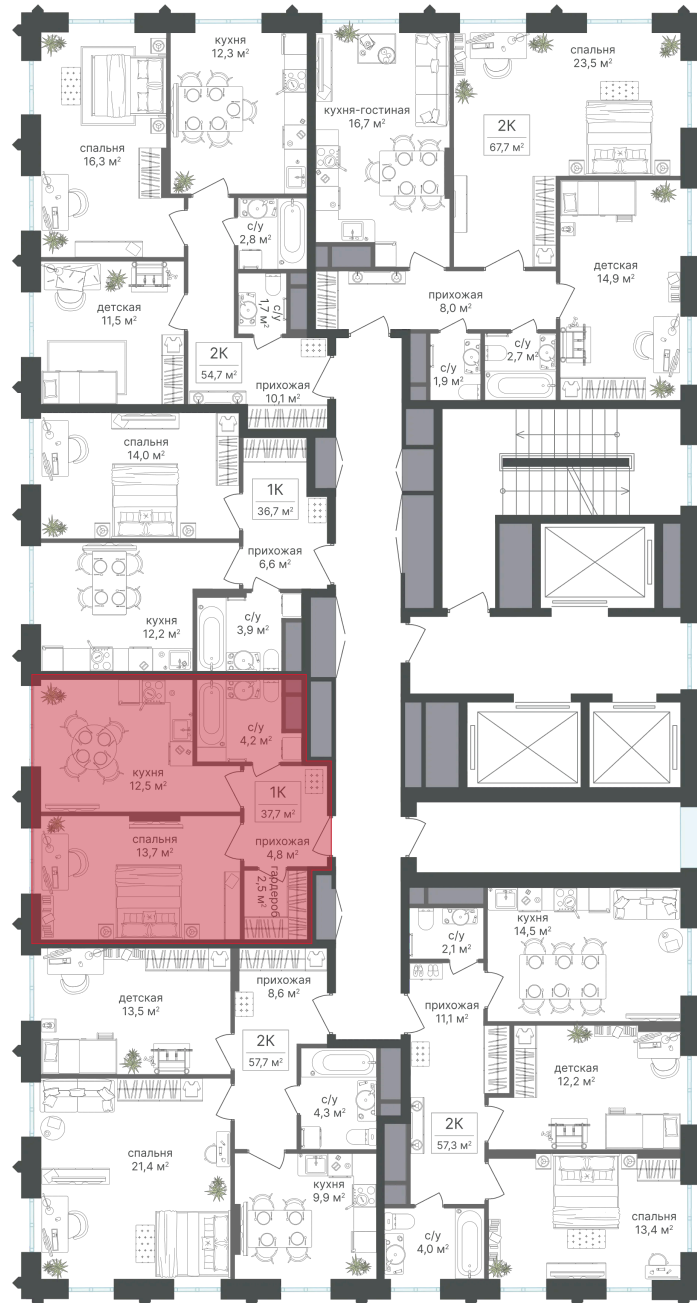 кухня
12,3 м²
спальня
16,3 м²
с/у
2,8 м²
с/у
1,7 м²
детская
11,5 м²
2К
54,7 м²
прихожая
10,1 м²
кухня-гостиная
16,7 м²
спальня
23,5 м²
2К
67,7 м²
детская
14,9 м²
прихожая
8,0 м²
с/у
2,7 м²
с/у
1,9 м²
спальня
14,0 м²
1К
36,7 м²
прихожая
6,6 м²
кухня
12,2 м²
с/у
3,9 м²
с/у
4,2 м²
кухня
12,5 м²
1К
37,7 м²
спальня
13,7 м²
прихожая
4,8 м²
гардероб
2,5 м²
детская
13,5 м²
прихожая
8,6 м²
2К
57,7 м²
с/у
4,3 м²
спальня
21,4 м²
кухня
9,9 м²
кухня
14,5 м²
с/у
2,1 м²
прихожая
11,1 м²
детская
12,2 м²
2К
57,3 м²
спальня
13,4 м²
с/у
4,0 м²